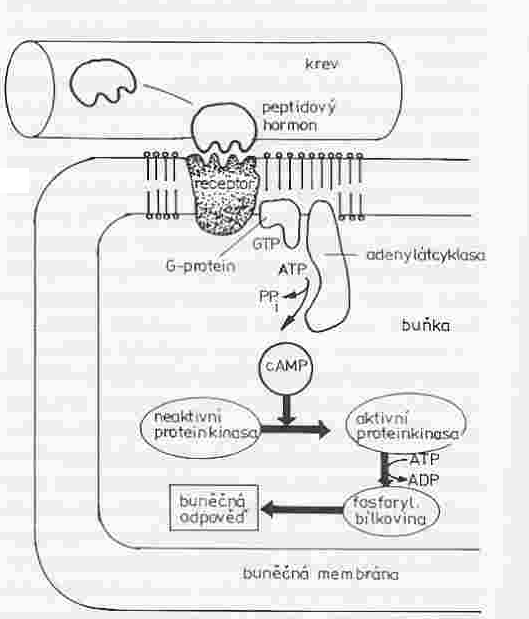 krev
peptidový
hormon
receptor
GTP
G-protein
adenylátcyklasa
ATP
PPi
buňka
cAMP
neaktivní
proteinkinasa
aktivní
proteinkinasa
ATP
ADP
buněčná
odpověď
fosforyl.
bílkovina
buněčná membrána